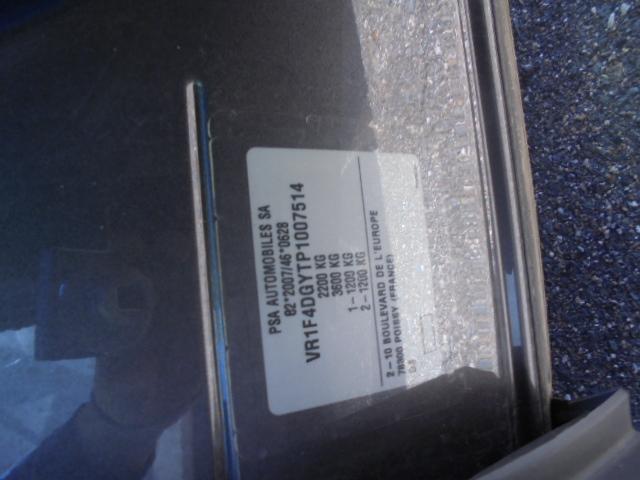 PSA AUTOMOBILES SA
e2*2007/46*0628
VR1F4DGYTP1007514
2200 KG
3600 KG
1-1200 KG
2-1200 KG
2-10 BOULEVARD DE L'EUROPE
78300 POISSY (FRANCE)